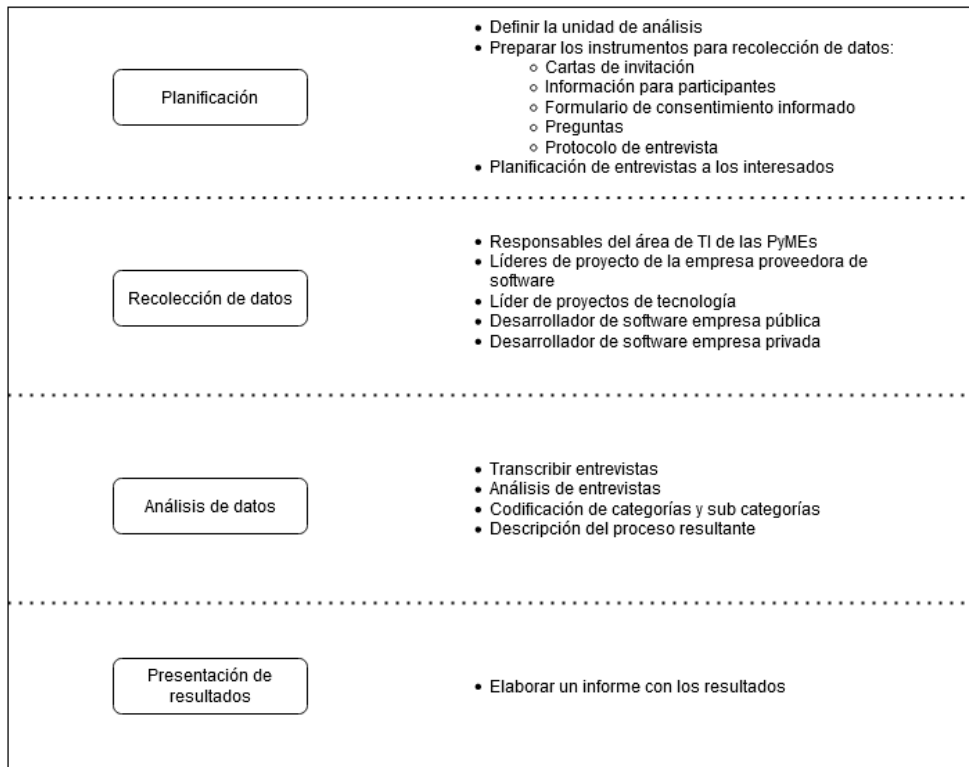 Planificación
• Definir la unidad de análisis
• Preparar los instrumentos para recolección de datos:
○ Cartas de invitación
○ Información para participantes
○ Formulario de consentimiento informado
○ Preguntas
○ Protocolo de entrevista
• Planificación de entrevistas a los interesados
Recolección de datos
• Responsables del área de TI de las PyMEs
• Líderes de proyecto de la empresa proveedora de
software
• Líder de proyectos de tecnología
• Desarrollador de software empresa pública
• Desarrollador de software empresa privada
Análisis de datos
• Transcribir entrevistas
• Análisis de entrevistas
• Codificación de categorías y sub categorías
• Descripción del proceso resultante
Presentación de
resultados
• Elaborar un informe con los resultados